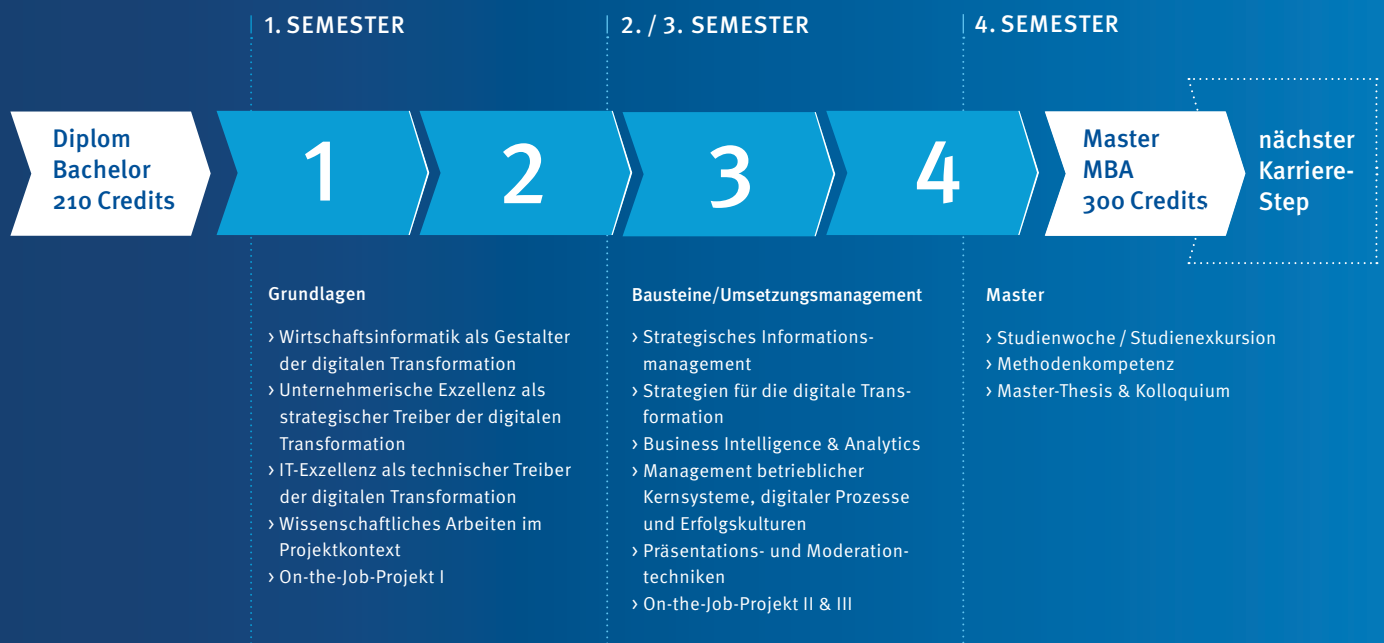 1. SEMESTER
2. / 3. SEMESTER
4. SEMESTER
Diplom
Bachelor
210 Credits
1
2
3
4
Master
MBA
300 Credits
nächster
Karriere-
Step
Grundlagen
› Wirtschaftsinformatik als Gestalter
der digitalen Transformation
› Unternehmerische Exzellenz als
strategischer Treiber der digitalen
Transformation
› IT-Exzellenz als technischer Treiber
der digitalen Transformation
› Wissenschaftliches Arbeiten im
Projektkontext
› On-the-Job-Projekt I
Bausteine/Umsetzungsmanagement
› Strategisches Informations-
management
› Strategien für die digitale Trans-
formation
› Business Intelligence & Analytics
› Management betrieblicher
Kernsysteme, digitaler Prozesse
und Erfolgskulturen
› Präsentations- und Moderation-
techniken
› On-the-Job-Projekt II & III
Master
› Studienwoche / Studienexkursion
› Methodenkompetenz
› Master-Thesis & Kolloquium